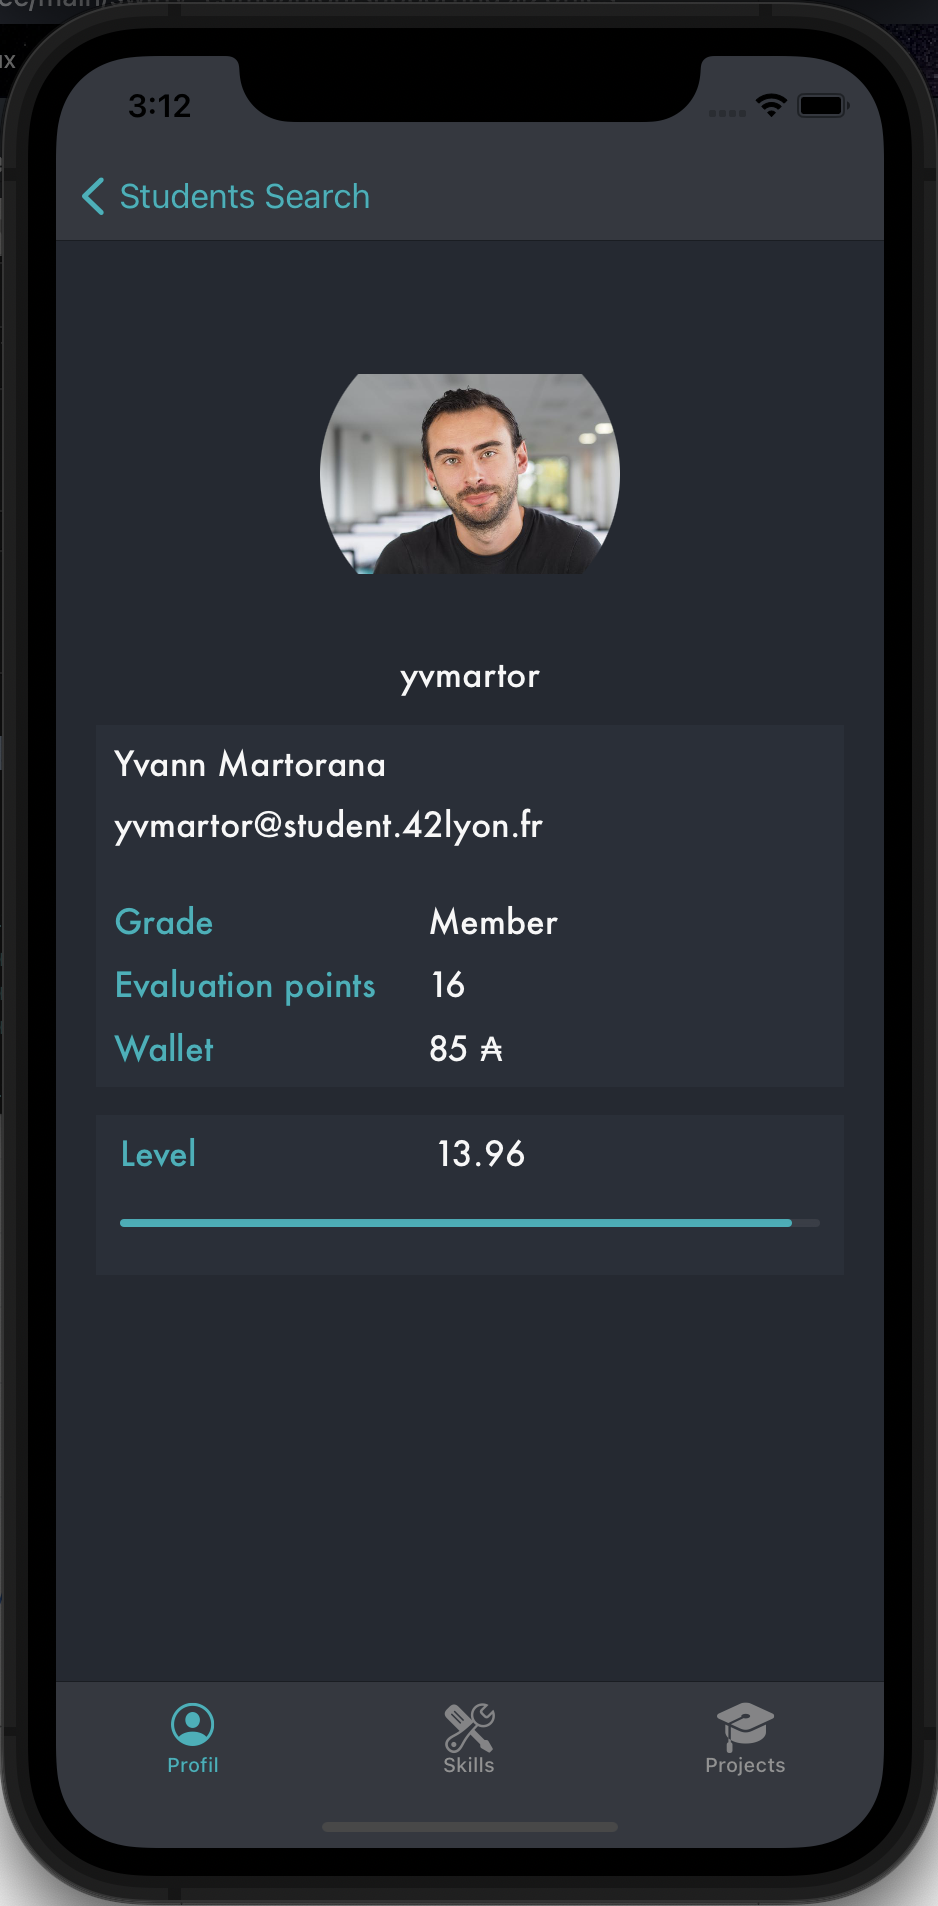 3:12
Students Search
yvmartor
Yvann Martorana
yvmartor@student.42lyon.fr
Grade Member
Evaluation points 16
Wallet 85 ₳
Level 13.96
Profil Skills Projects